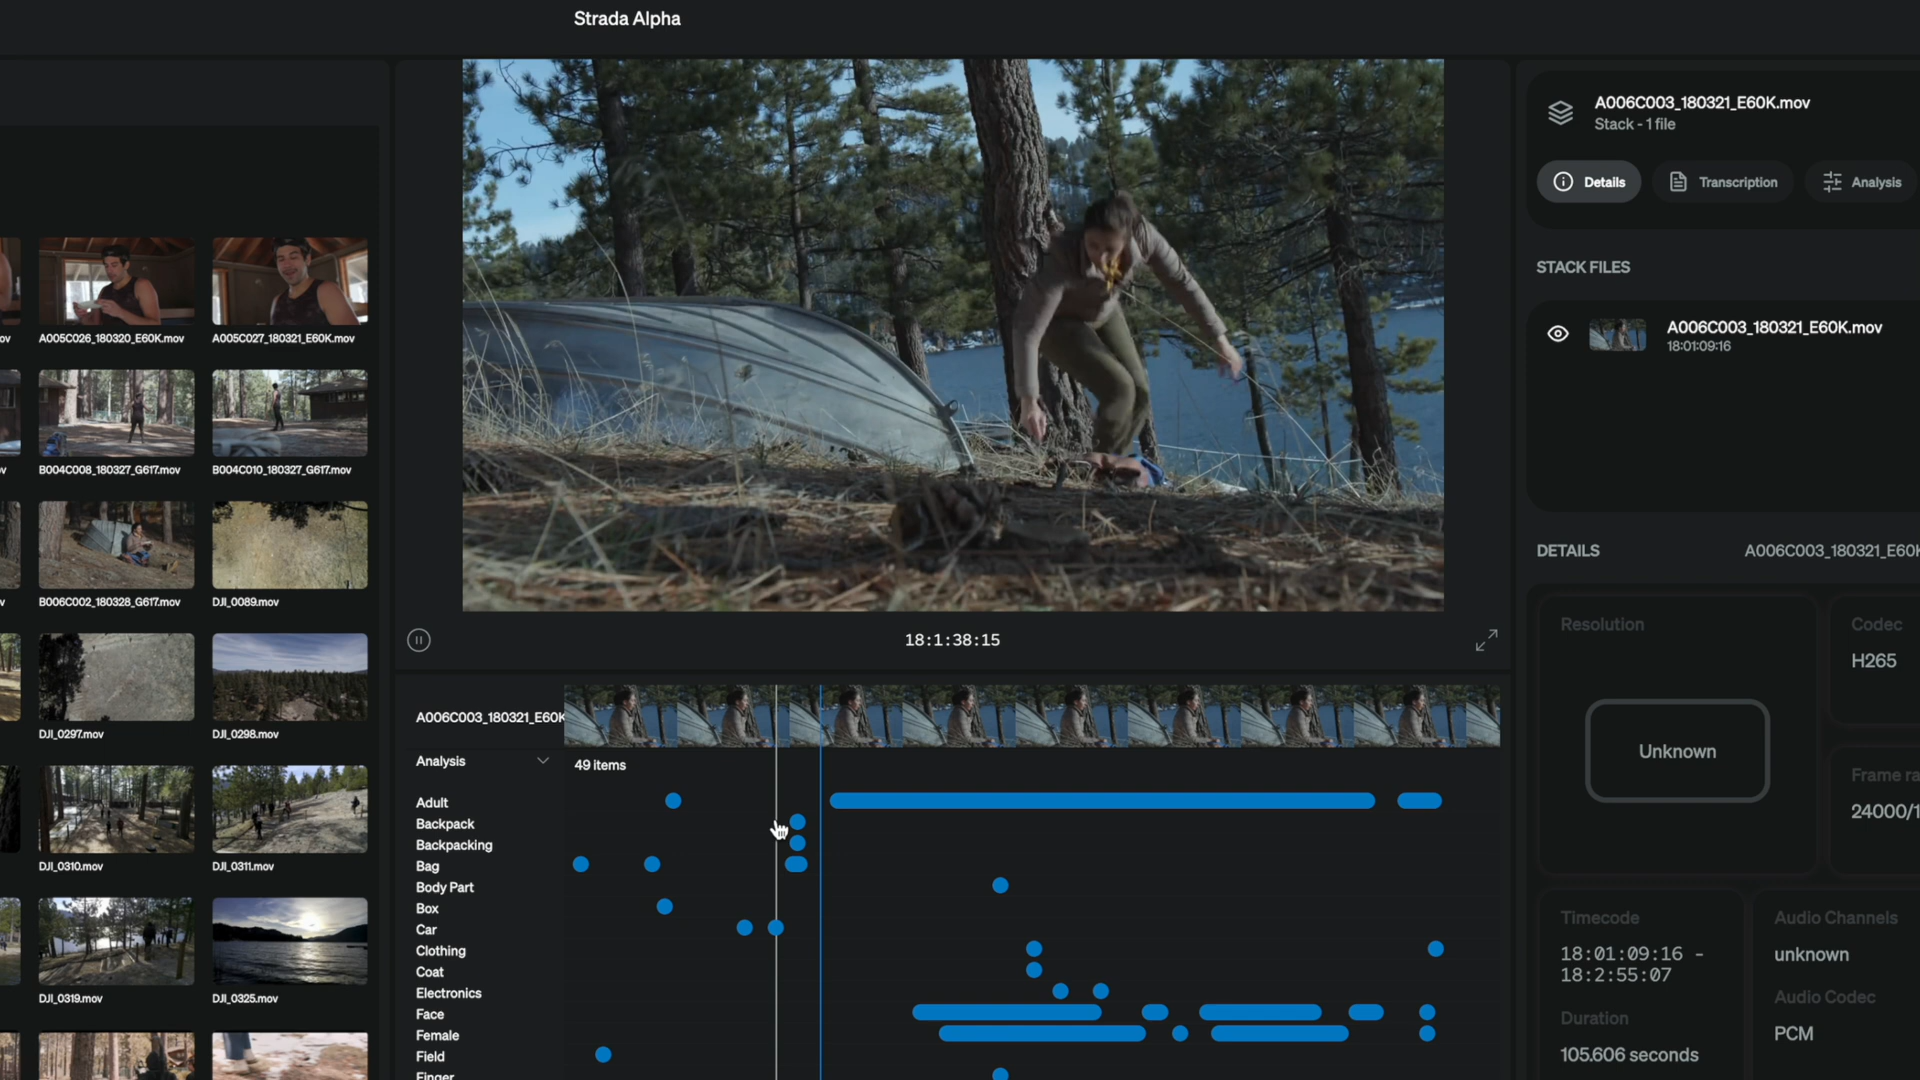 Strada Alpha
A005C026_180320_E60K.mov
A005C027_180321_E60K.mov
B004C008_180327_G617.mov
B004C010_180327_G617.mov
B006C002_180328_G617.mov
DJI_0089.mov
DJI_0297.mov
DJI_0298.mov
DJI_0310.mov
DJI_0311.mov
DJI_0319.mov
DJI_0325.mov
18:1:38:15
A006C003_180321_E60K
Analysis
49 items
Adult
Backpack
Backpacking
Bag
Body Part
Box
Car
Clothing
Coat
Electronics
Face
Female
Field
Finger
A006C003_180321_E60K.mov
Stack - 1 file
Details
Transcription
Analysis
STACK FILES
A006C003_180321_E60K.mov
18:01:09:16
DETAILS
A006C003_180321_E60K
Resolution
Unknown
Codec
H265
Frame ra
24000/1
Timecode
18:01:09:16 -
18:2:55:07
Duration
105.606 seconds
Audio Channels
unknown
Audio Codec
PCM